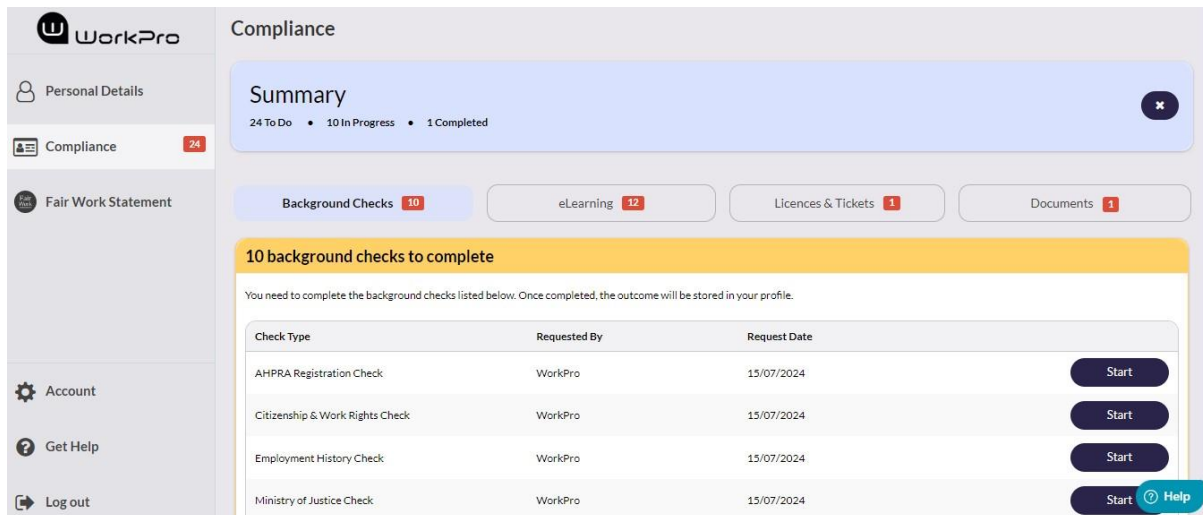 WorkPro
Personal Details
Compliance 24
Fair Work Fair Work Statement
Account
Get Help
Log out
Compliance
Summary
24 To Do • 10 In Progress • 1 Completed
Background Checks 10
eLearning 12
Licences & Tickets 1
Documents 1
10 background checks to complete
You need to complete the background checks listed below. Once completed, the outcome will be stored in your profile.
Check Type Requested By Request Date
AHPRA Registration Check WorkPro 15/07/2024 Start
Citizenship & Work Rights Check WorkPro 15/07/2024 Start
Employment History Check WorkPro 15/07/2024 Start
Ministry of Justice Check WorkPro 15/07/2024 Start
Help